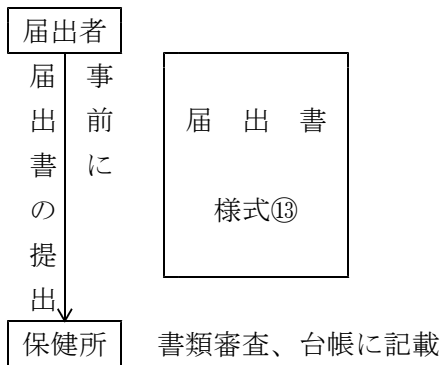 届出者
事前に
届出書の提出
届出書
様式⑬
保健所
書類審査、台帳に記載